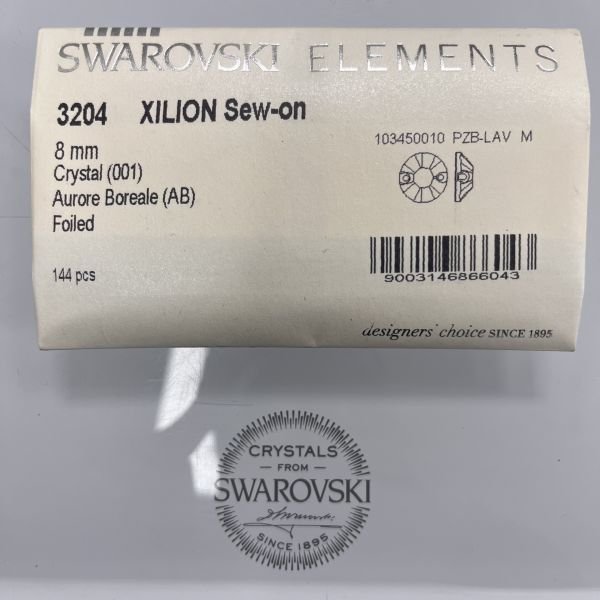 SWAROVSKI ELEMENTS
3204 XILION Sew-on
103450010 PZB-LAV M
8 mm
Crystal (001)
Aurore Boreale (AB)
Foiled
144 pcs
9003146866043
designers' choice SINCE 1895
CRYSTALS
— FROM —
SWAROVSKI
SINCE 1895